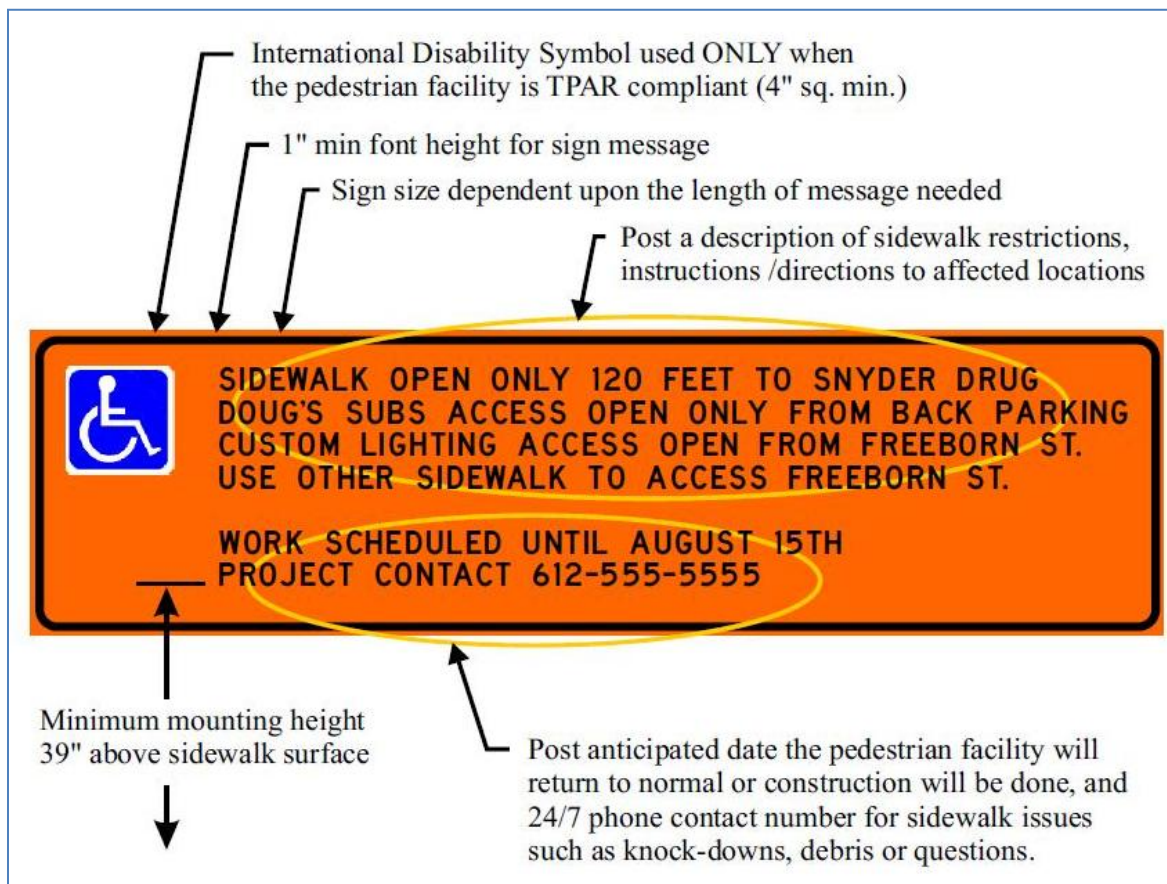 International Disability Symbol used ONLY when
the pedestrian facility is TPAR compliant (4" sq. min.)
1" min font height for sign message
Sign size dependent upon the length of message needed
Post a description of sidewalk restrictions,
instructions /directions to affected locations
SIDEWALK OPEN ONLY 120 FEET TO SNYDER DRUG
DOUG'S SUBS ACCESS OPEN ONLY FROM BACK PARKING
CUSTOM LIGHTING ACCESS OPEN FROM FREEBORN ST.
USE OTHER SIDEWALK TO ACCESS FREEBORN ST.
WORK SCHEDULED UNTIL AUGUST 15TH
PROJECT CONTACT 612-555-5555
Minimum mounting height
39" above sidewalk surface
Post anticipated date the pedestrian facility will
return to normal or construction will be done, and
24/7 phone contact number for sidewalk issues
such as knock-downs, debris or questions.